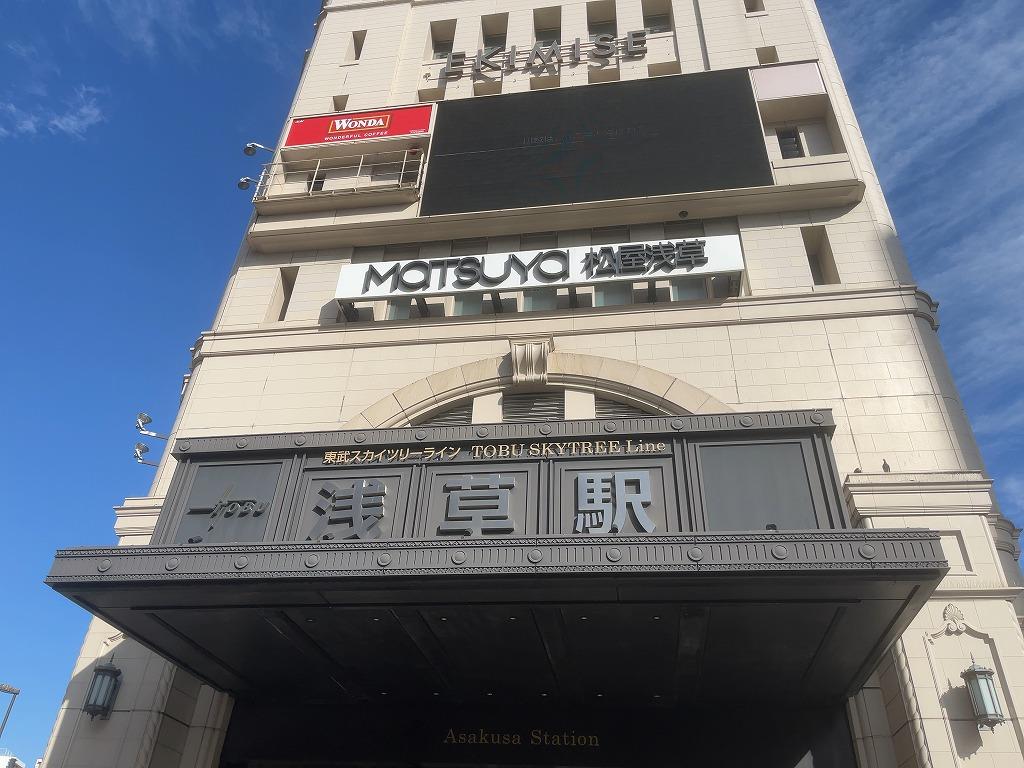 EKIMISE
WONDA
WONDERFUL COFFEE
MATSUYA 松屋浅草
東武スカイツリーライン TOBU SKYTREE Line
TOBU 浅草駅
Asakusa Station